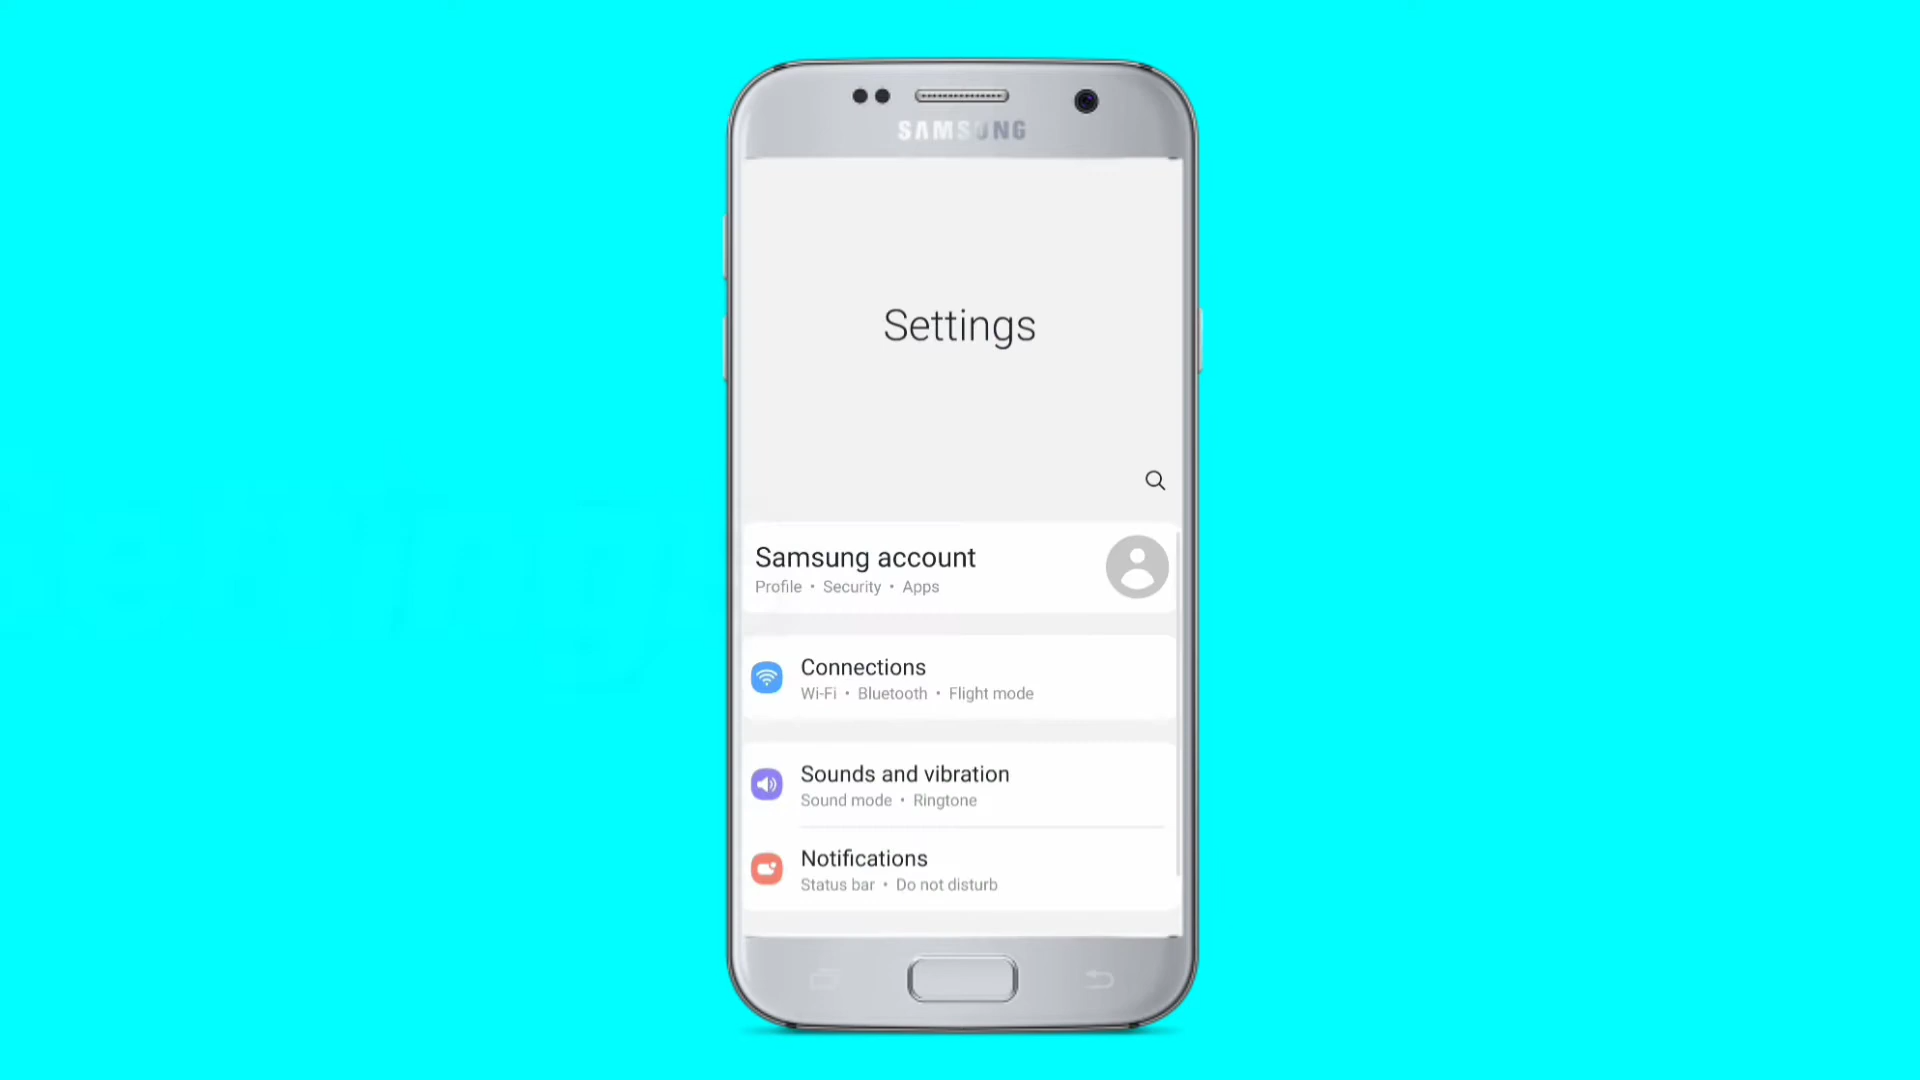 SAMSUNG
Settings
Samsung account
Profile • Security • Apps
Connections
Wi-Fi • Bluetooth • Flight mode
Sounds and vibration
Sound mode • Ringtone
Notifications
Status bar • Do not disturb